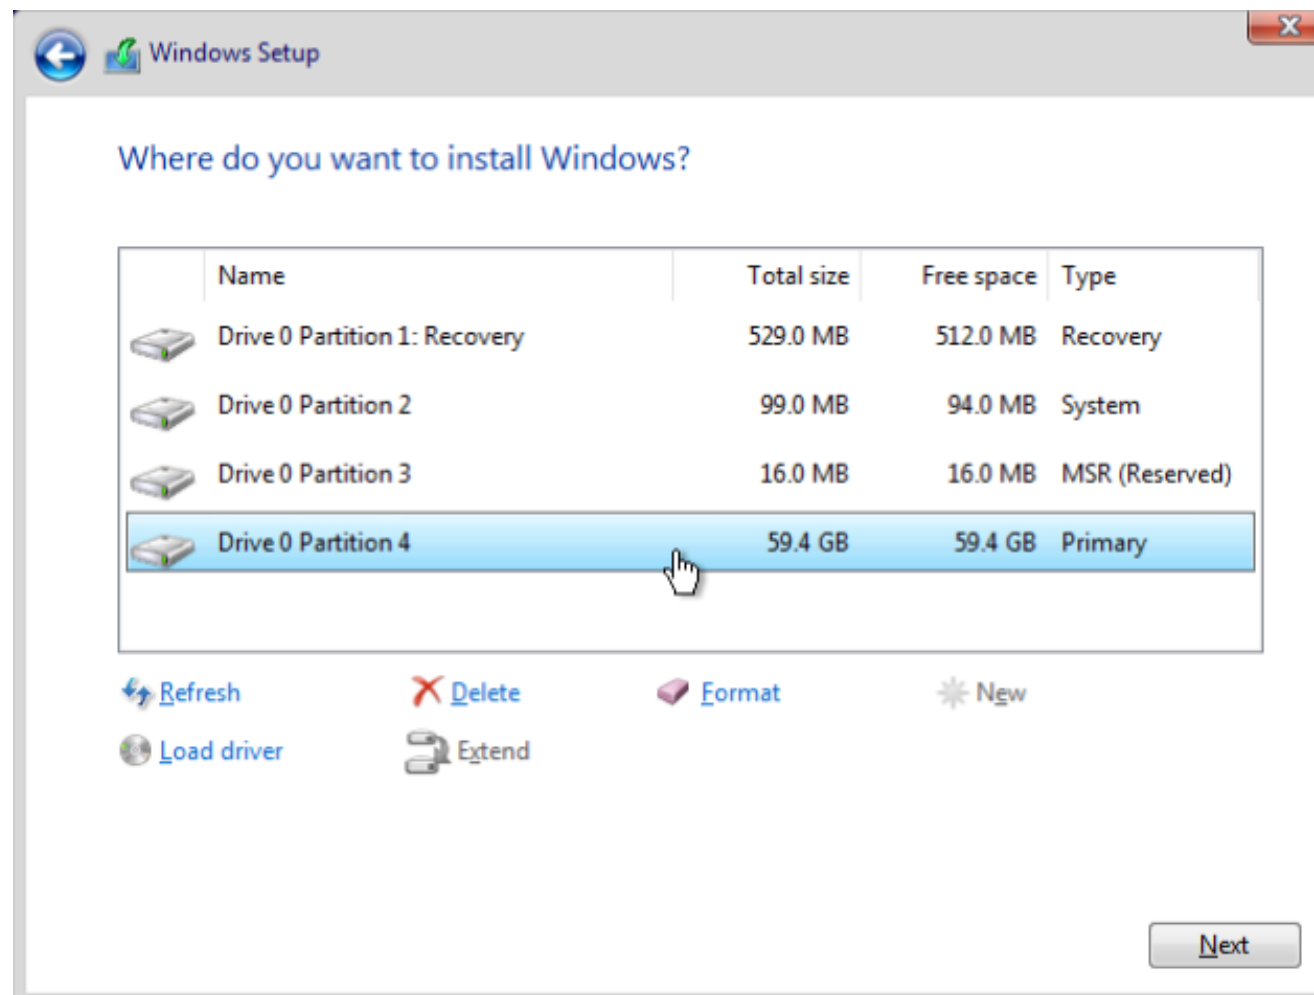 Windows Setup
Where do you want to install Windows?
Name Total size Free space Type
Drive 0 Partition 1: Recovery 529.0 MB 512.0 MB Recovery
Drive 0 Partition 2 99.0 MB 94.0 MB System
Drive 0 Partition 3 16.0 MB 16.0 MB MSR (Reserved)
Drive 0 Partition 4 59.4 GB 59.4 GB Primary
Refresh Delete Format New
Load driver Extend
Next